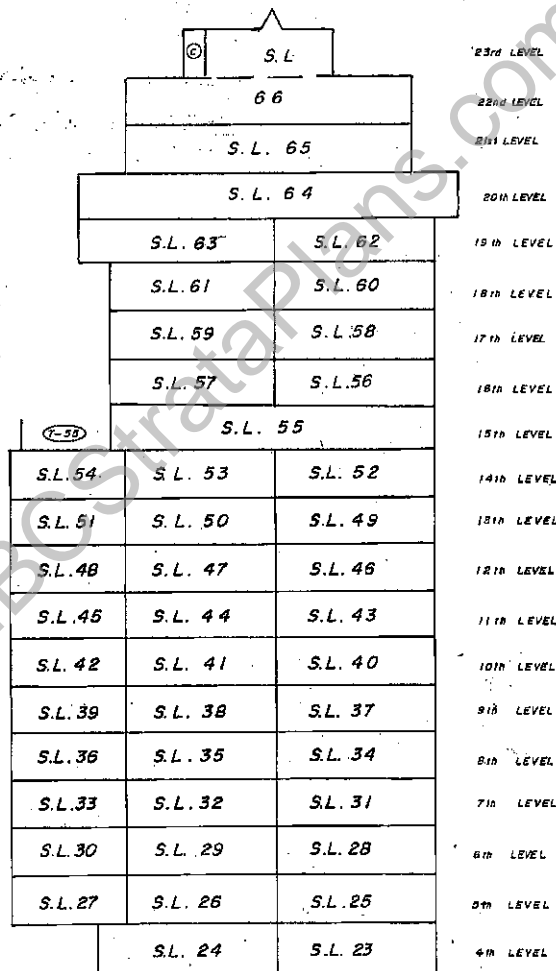 Ⓒ S.L 23rd LEVEL
66 22nd LEVEL
S.L. 65 21st LEVEL
S.L. 64 20th LEVEL
S.L. 63 S.L. 62 19th LEVEL
S.L. 61 S.L. 60 18th LEVEL
S.L. 59 S.L. 58 17th LEVEL
S.L. 57 S.L. 56 16th LEVEL
T-55 S.L. 55 15th LEVEL
S.L. 54 S.L. 53 S.L. 52 14th LEVEL
S.L. 51 S.L. 50 S.L. 49 13th LEVEL
S.L. 48 S.L. 47 S.L. 46 12th LEVEL
S.L. 45 S.L. 44 S.L. 43 11th LEVEL
S.L. 42 S.L. 41 S.L. 40 10th LEVEL
S.L. 39 S.L. 38 S.L. 37 9th LEVEL
S.L. 36 S.L. 35 S.L. 34 8th LEVEL
S.L. 33 S.L. 32 S.L. 31 7th LEVEL
S.L. 30 S.L. 29 S.L. 28 6th LEVEL
S.L. 27 S.L. 26 S.L. 25 5th LEVEL
S.L. 24 S.L. 23 4th LEVEL
BCStrataPlans.com